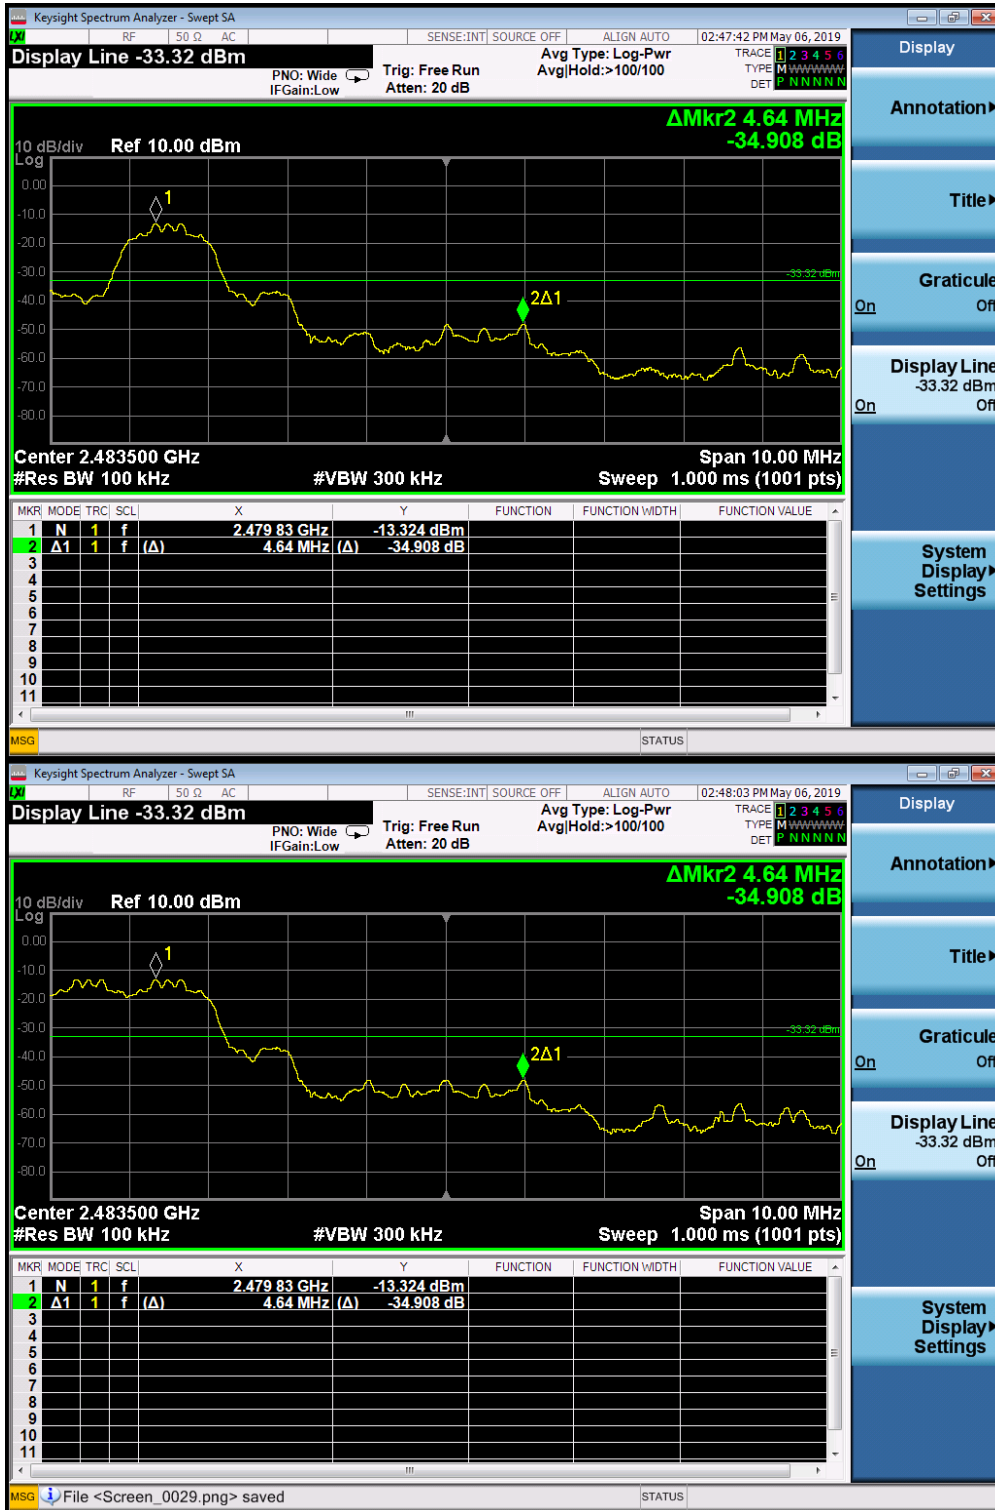 Keysight Spectrum Analyzer - Swept SA
LXI RF 50 Ω AC SENSE:INT SOURCE OFF ALIGN AUTO 02:47:42 PM May 06, 2019
Display Line -33.32 dBm
PNO: Wide
IFGain:Low
Trig: Free Run
Atten: 20 dB
Avg Type: Log-Pwr
Avg|Hold:>100/100
TRACE 1 2 3 4 5 6
TYPE M WWWWW
DET P N N N N N
ΔMkr2 4.64 MHz
-34.908 dB
10 dB/div Ref 10.00 dBm
Log
0.00
-10.0
-20.0
-30.0
-40.0
-50.0
-60.0
-70.0
-80.0
1
-33.32 dBm
2Δ1
Center 2.483500 GHz Span 10.00 MHz
#Res BW 100 kHz #VBW 300 kHz Sweep 1.000 ms (1001 pts)
MKR MODE TRC SCL X Y FUNCTION FUNCTION WIDTH FUNCTION VALUE
1 N 1 f 2.479 83 GHz -13.324 dBm
2 Δ1 1 f (Δ) 4.64 MHz (Δ) -34.908 dB
3
4
5
6
7
8
9
10
11
MSG STATUS
Display
Annotation
Title
Graticule
On Off
Display Line
-33.32 dBm
On Off
System
Display
Settings
Keysight Spectrum Analyzer - Swept SA
LXI RF 50 Ω AC SENSE:INT SOURCE OFF ALIGN AUTO 02:48:03 PM May 06, 2019
Display Line -33.32 dBm
PNO: Wide
IFGain:Low
Trig: Free Run
Atten: 20 dB
Avg Type: Log-Pwr
Avg|Hold:>100/100
TRACE 1 2 3 4 5 6
TYPE M WWWWW
DET P N N N N N
ΔMkr2 4.64 MHz
-34.908 dB
10 dB/div Ref 10.00 dBm
Log
0.00
-10.0
-20.0
-30.0
-40.0
-50.0
-60.0
-70.0
-80.0
1
-33.32 dBm
2Δ1
Center 2.483500 GHz Span 10.00 MHz
#Res BW 100 kHz #VBW 300 kHz Sweep 1.000 ms (1001 pts)
MKR MODE TRC SCL X Y FUNCTION FUNCTION WIDTH FUNCTION VALUE
1 N 1 f 2.479 83 GHz -13.324 dBm
2 Δ1 1 f (Δ) 4.64 MHz (Δ) -34.908 dB
3
4
5
6
7
8
9
10
11
MSG File <Screen_0029.png> saved STATUS
Display
Annotation
Title
Graticule
On Off
Display Line
-33.32 dBm
On Off
System
Display
Settings